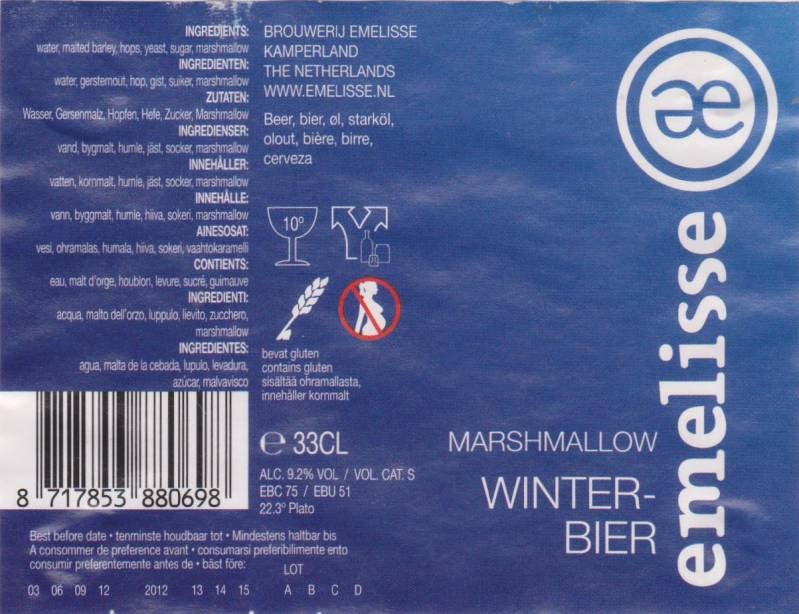 INGREDIENTS:
water, malted barley, hops, yeast, sugar, marshmallow
INGREDIENTEN:
water, gerstemout, hop, gist, suiker, marshmallow
ZUTATEN:
Wasser, Gersenmalz, Hopfen, Hefe, Zucker, Marshmallow
INGREDIENSER:
vand, bygmalt, humle, jäst, socker, marshmallow
INNEHÅLLER:
vatten, kornmalt, humle, jäst, socker, marshmallow
INNEHÅLLE:
vann, byggmalt, humle, hiiva, sokeri, marshmallow
AINESOSAT:
vesi, ohramalas, humala, hiiva, sokeri, vaahtokaramelli
CONTIENTS:
eau, malt d'orge, houblon, levure, sucré, guimauve
INGREDIENTI:
acqua, malto dell'orzo, luppulo, lievito, zucchero,
marshmallow
INGREDIENTES:
agua, malta de la cebada, lupulo, levadura,
azúcar, malvavisco
8 717853 880698
Best before date • tenminste houdbaar tot • Mindestens haltbar bis
A consommer de preference avant • consumarsi preferibilimente ento
consumir preferentemente antes de • bäst före:
LOT
03 06 09 12 2012 13 14 15 A B C D
BROUWERIJ EMELISSE
KAMPERLAND
THE NETHERLANDS
WWW.EMELISSE.NL
Beer, bier, øl, starköl,
olout, bière, birre,
cerveza
10°
bevat gluten
contains gluten
sisältää ohramallasta,
innehåller kornmalt
e 33CL
ALC. 9.2% VOL / VOL. CAT. S
EBC 75 / EBU 51
22.3° Plato
MARSHMALLOW
WINTER-
BIER
æ
emelisse